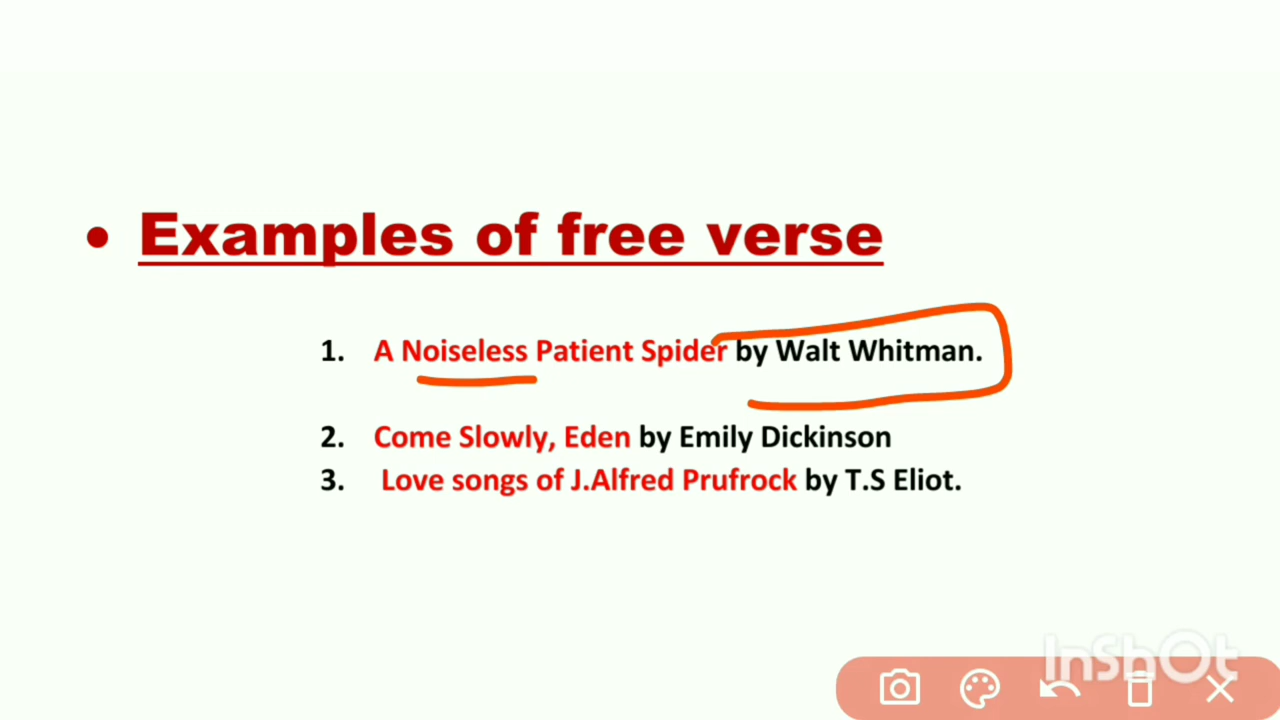 • Examples of free verse
1. A Noiseless Patient Spider by Walt Whitman.
2. Come Slowly, Eden by Emily Dickinson
3. Love songs of J.Alfred Prufrock by T.S Eliot.
InShOt